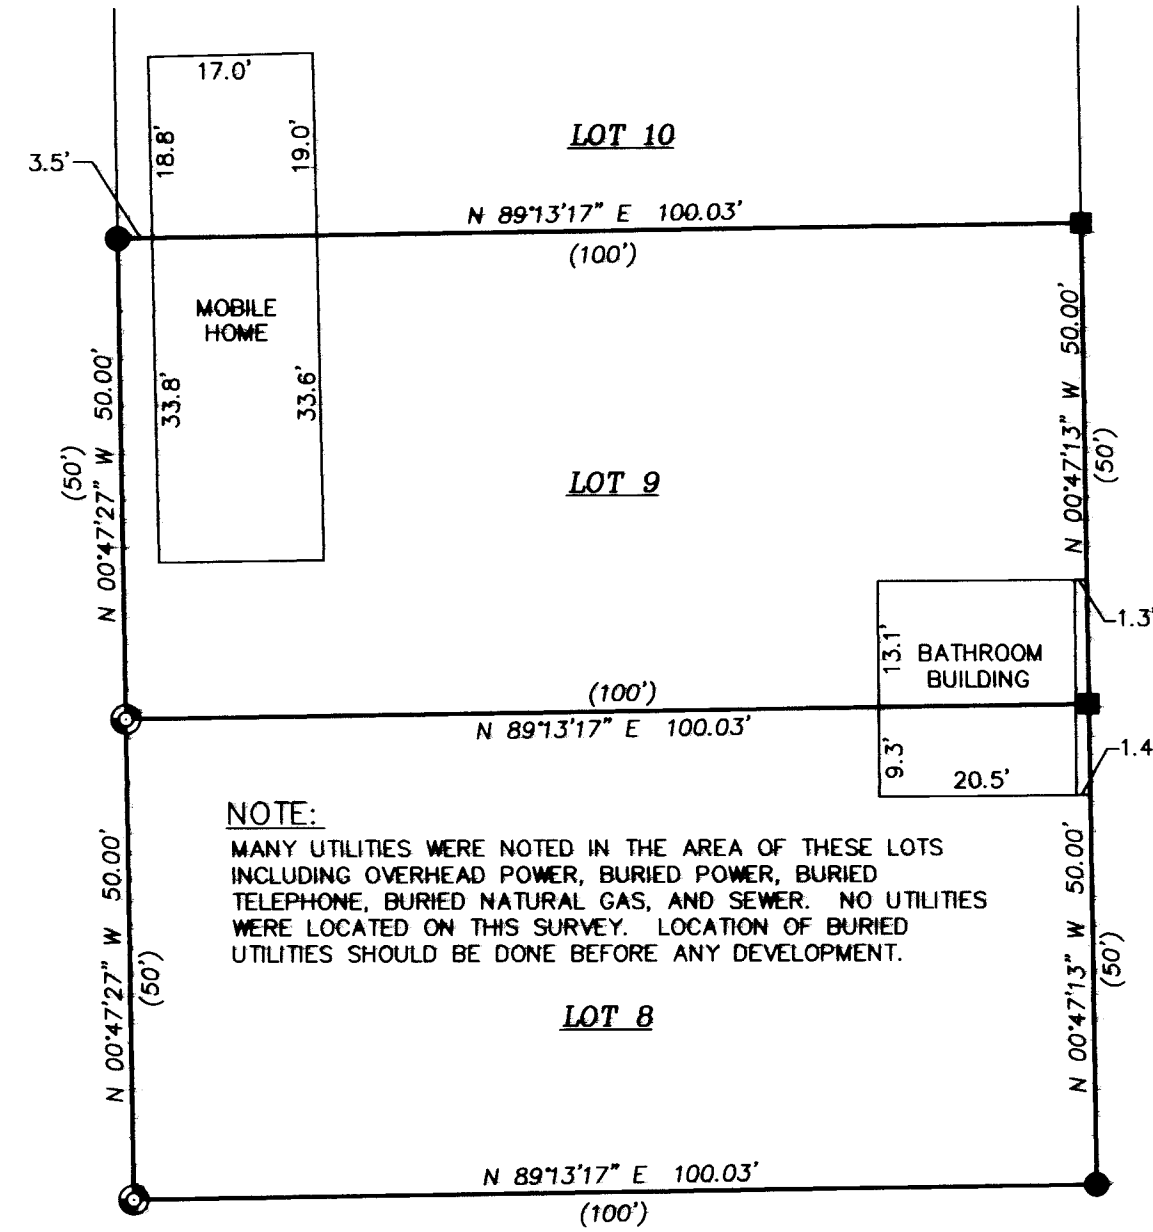 17.0'
18.8'
19.0'
LOT 10
3.5'
N 89°13'17" E 100.03'
(100')
MOBILE
HOME
33.8'
33.6'
N 00°47'27" W 50.00'
(50')
N 00°47'13" W 50.00'
(50')
LOT 9
1.3'
13.1'
BATHROOM
BUILDING
(100')
N 89°13'17" E 100.03'
9.3'
20.5'
1.4
NOTE:
MANY UTILITIES WERE NOTED IN THE AREA OF THESE LOTS
INCLUDING OVERHEAD POWER, BURIED POWER, BURIED
TELEPHONE, BURIED NATURAL GAS, AND SEWER. NO UTILITIES
WERE LOCATED ON THIS SURVEY. LOCATION OF BURIED
UTILITIES SHOULD BE DONE BEFORE ANY DEVELOPMENT.
N 00°47'27" W 50.00'
(50')
N 00°47'13" W 50.00'
(50')
LOT 8
N 89°13'17" E 100.03'
(100')